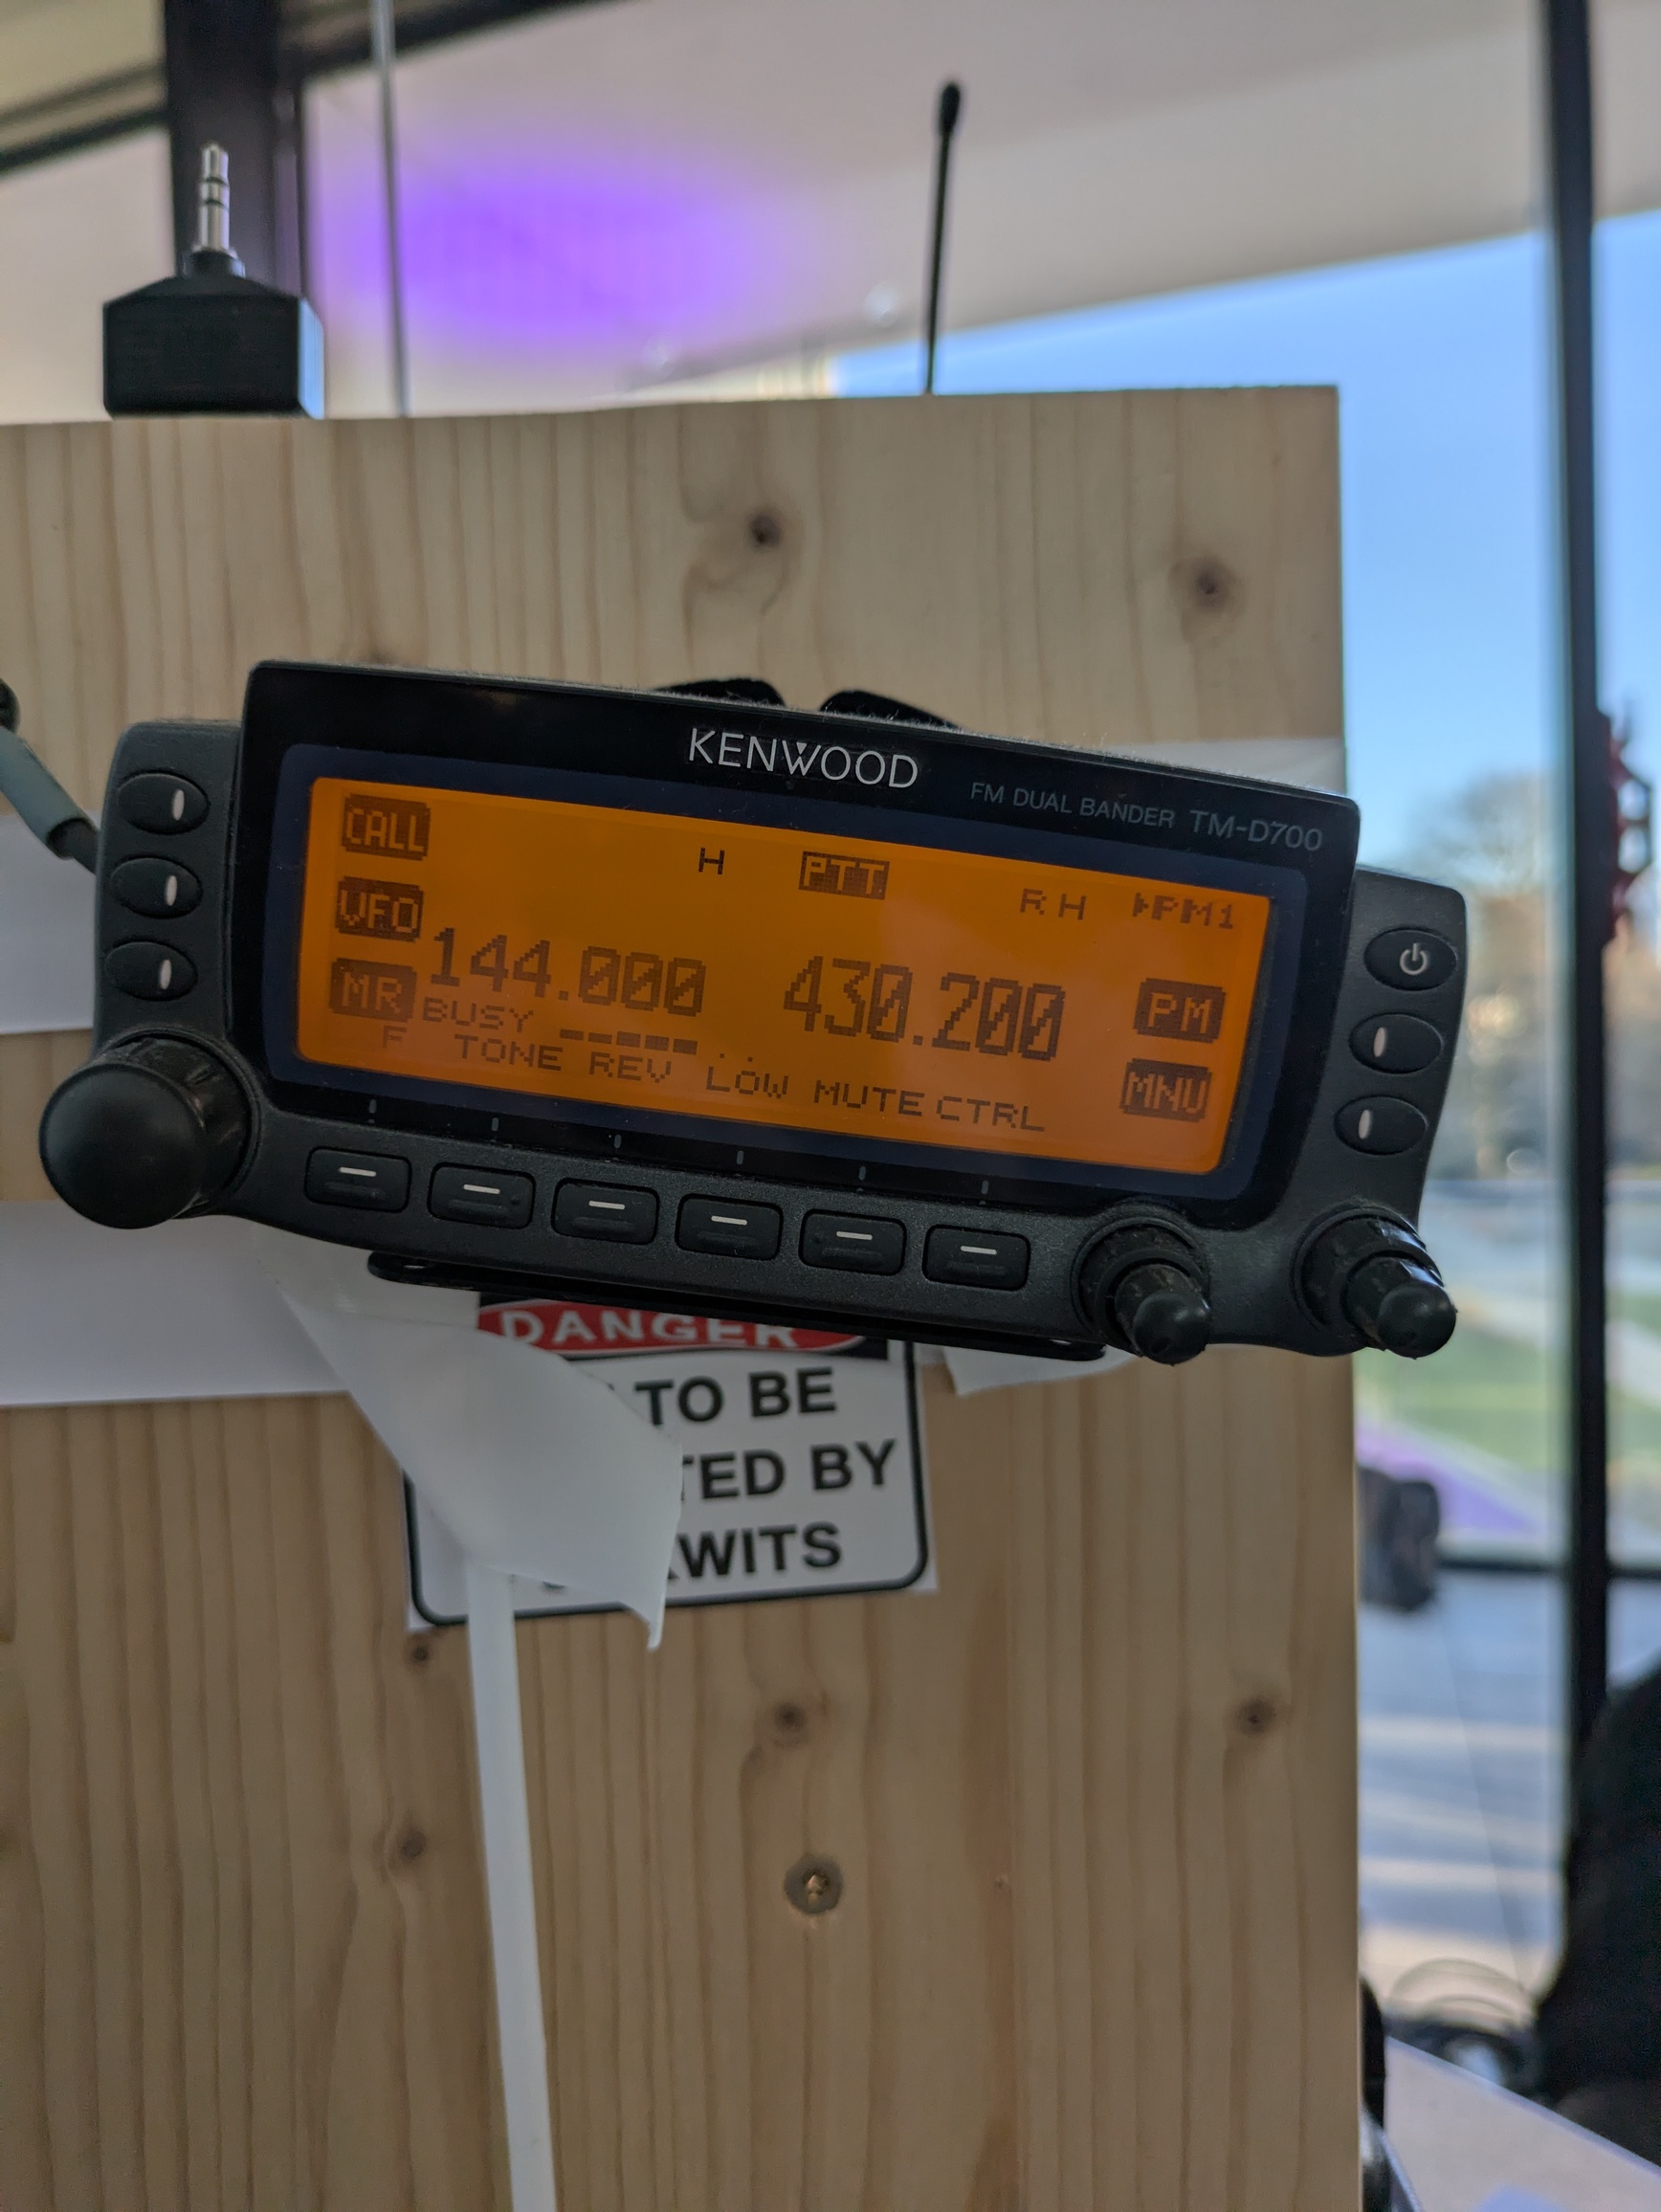 KENWOOD
FM DUAL BANDER TM-D700
CALL H PTT R H ▶PM1
VFO
144.000 430.200
MR PM
BUSY
F TONE REV LOW MUTE CTRL MNU
DANGER
TO BE
TED BY
WITS